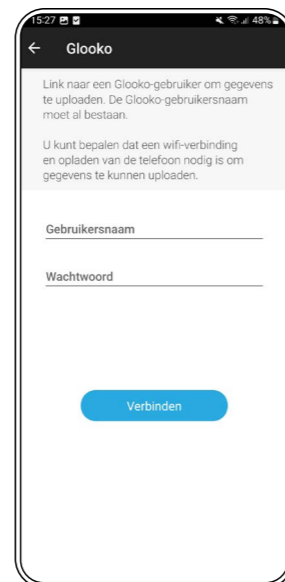 15:27 48%
Glooko
Link naar een Glooko-gebruiker om gegevens
te uploaden. De Glooko-gebruikersnaam
moet al bestaan.
U kunt bepalen dat een wifi-verbinding
en opladen van de telefoon nodig is om
gegevens te kunnen uploaden.
Gebruikersnaam
Wachtwoord
Verbinden